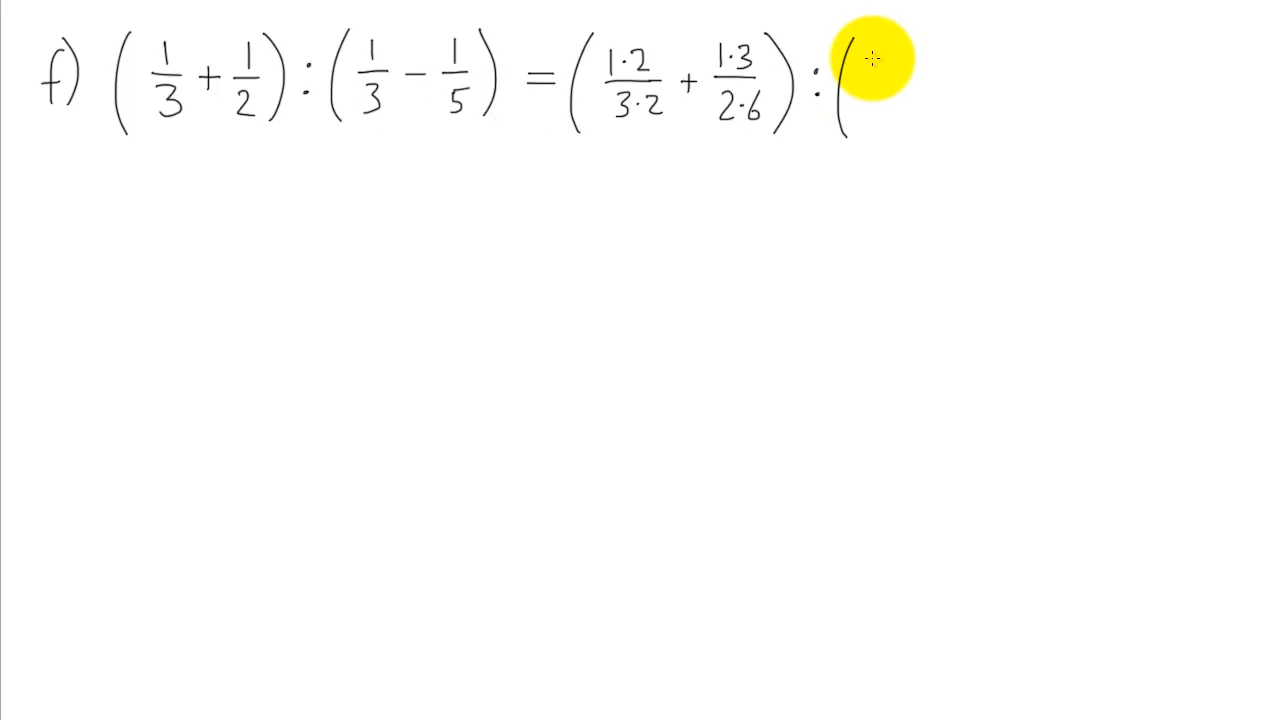 f) (1/3 + 1/2) : (1/3 − 1/5) = (1·2/3·2 + 1·3/2·6) : (